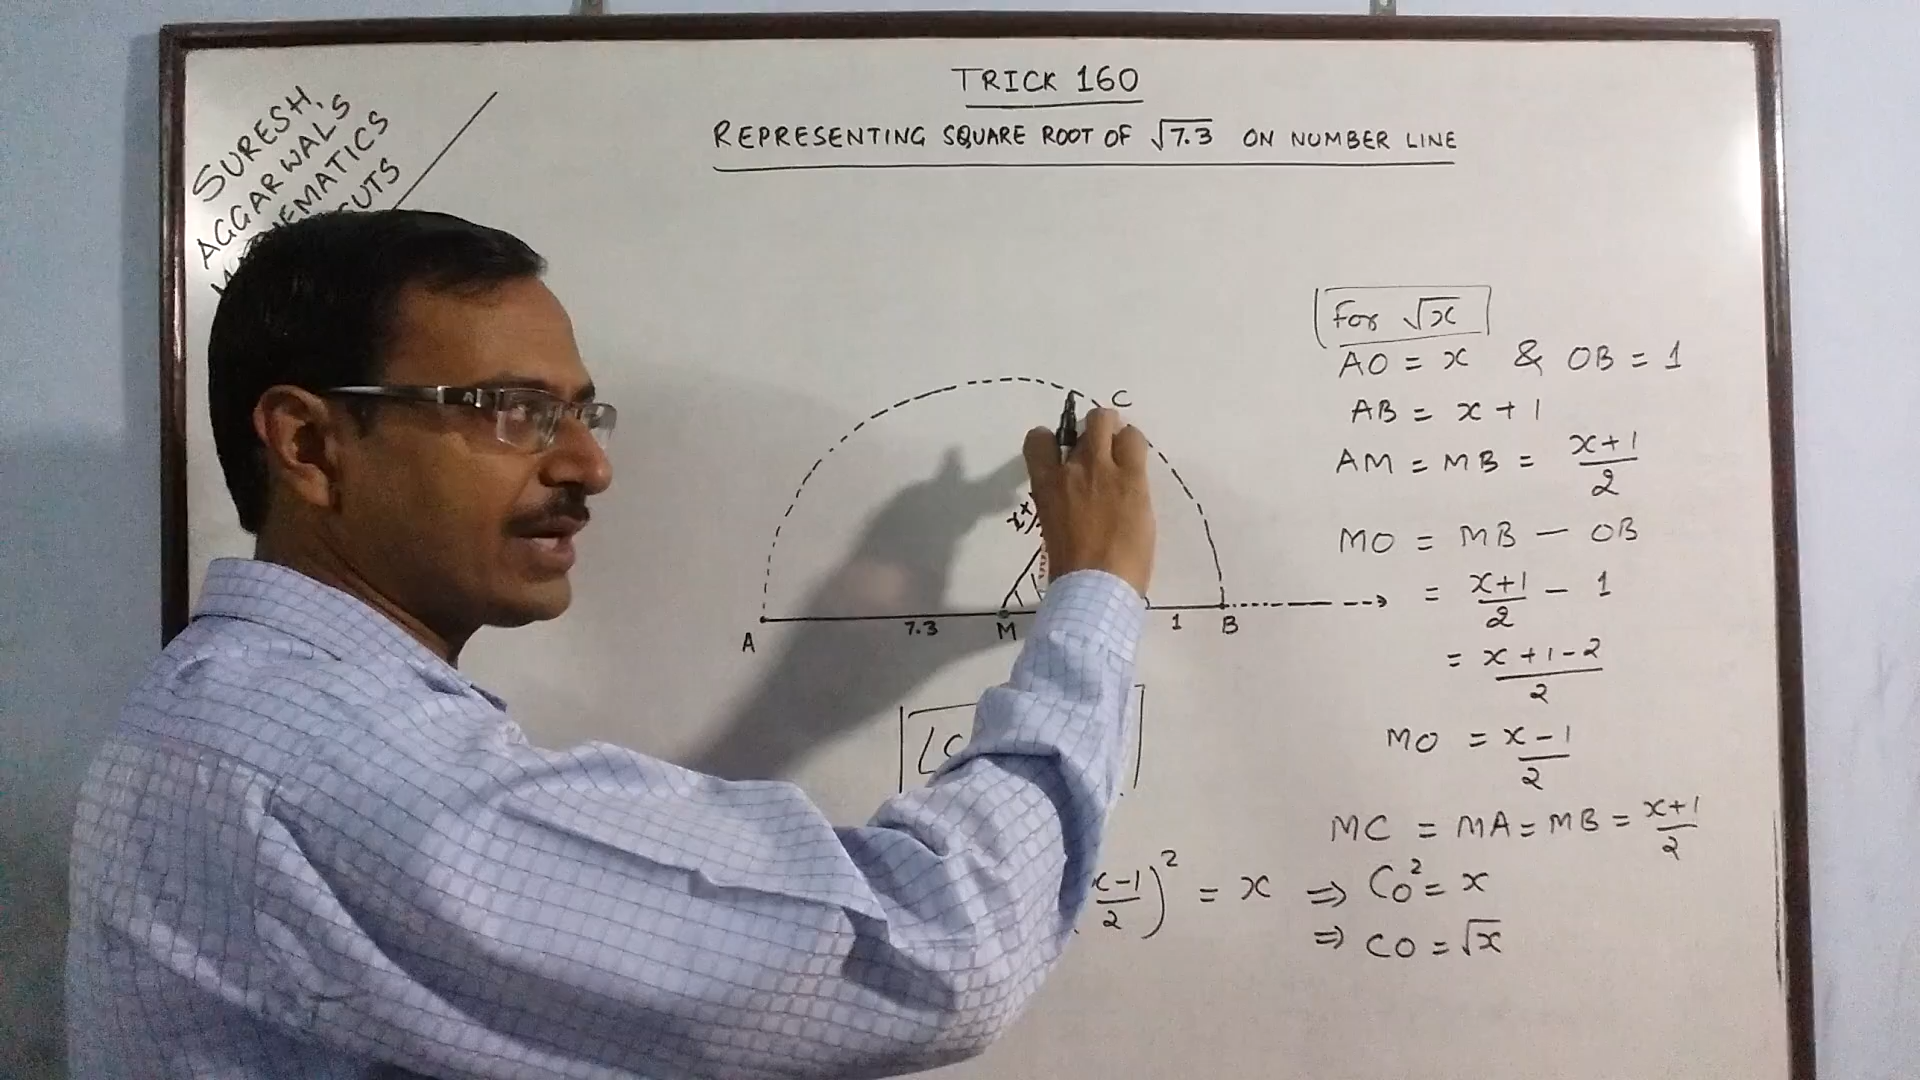 TRICK 160
REPRESENTING SQUARE ROOT OF √7.3 ON NUMBER LINE
SURESH
AGGARWAL'S
For √x
AO = x & OB = 1
AB = x + 1
AM = MB = (x+1)/2
MO = MB - OB
= (x+1)/2 - 1
= (x+1-2)/2
MO = (x-1)/2
MC = MA = MB = (x+1)/2
C
A 7.3 M 1 B
)² = x ⇒ CO² = x
⇒ CO = √x